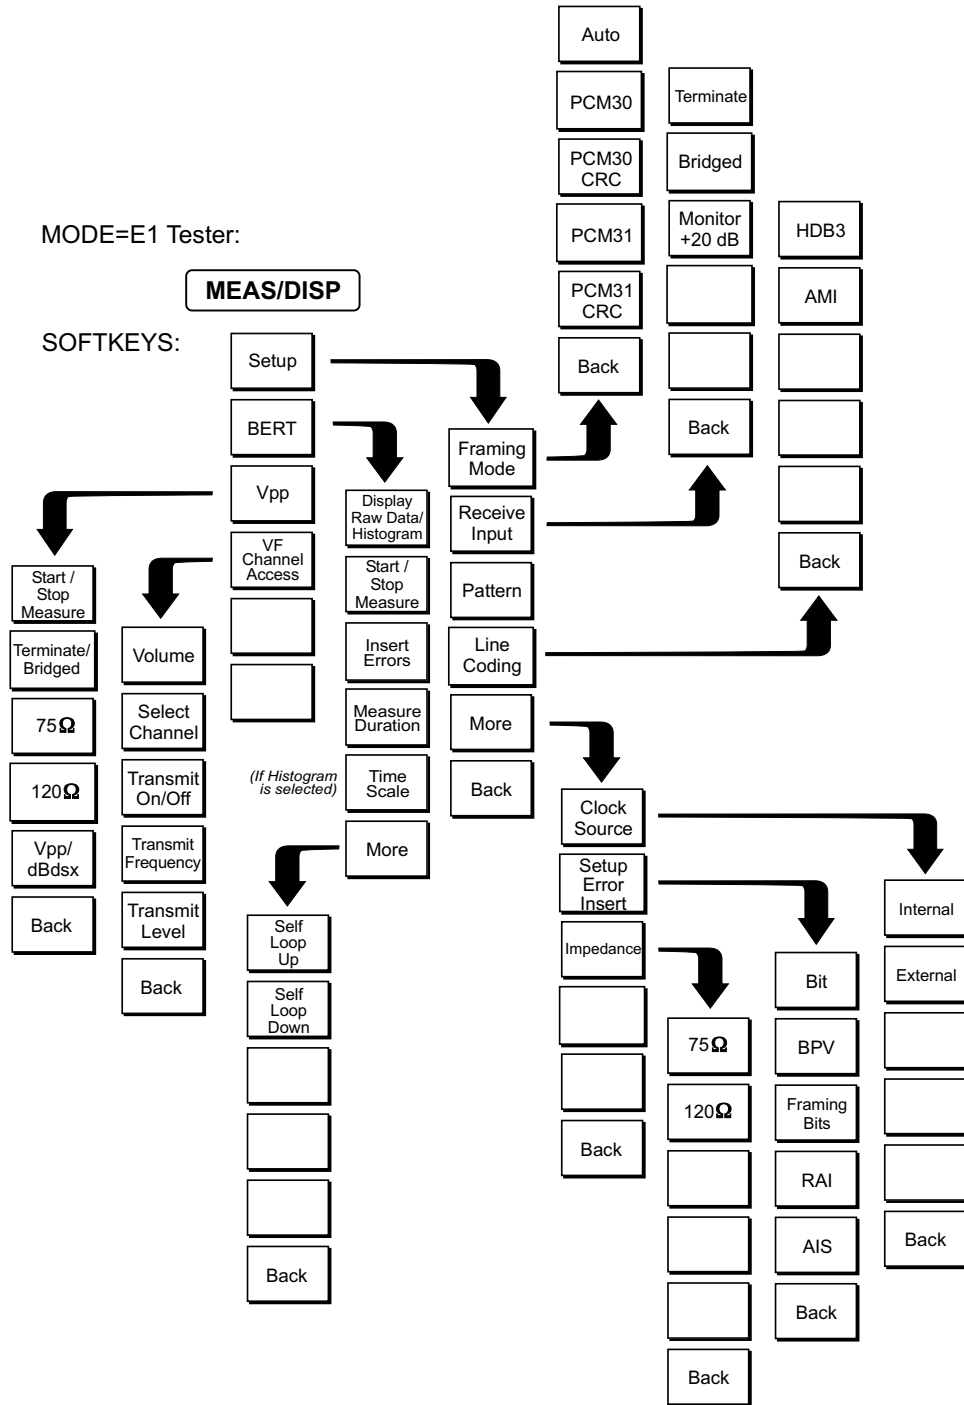 MODE=E1 Tester:
MEAS/DISP
SOFTKEYS:
Setup
BERT
Vpp
VF
Channel
Access
Start /
Stop
Measure
Terminate/
Bridged
75Ω
120Ω
Vpp/
dBdsx
Back
Volume
Select
Channel
Transmit
On/Off
Transmit
Frequency
Transmit
Level
Back
Display
Raw Data/
Histogram
Start /
Stop
Measure
Insert
Errors
Measure
Duration
(If Histogram
is selected)
Time
Scale
More
Self
Loop
Up
Self
Loop
Down
Back
Framing
Mode
Receive
Input
Pattern
Line
Coding
More
Back
Auto
PCM30
PCM30
CRC
PCM31
PCM31
CRC
Back
Terminate
Bridged
Monitor
+20 dB
Back
HDB3
AMI
Back
Clock
Source
Setup
Error
Insert
Impedance
Back
75Ω
120Ω
Back
Bit
BPV
Framing
Bits
RAI
AIS
Back
Internal
External
Back